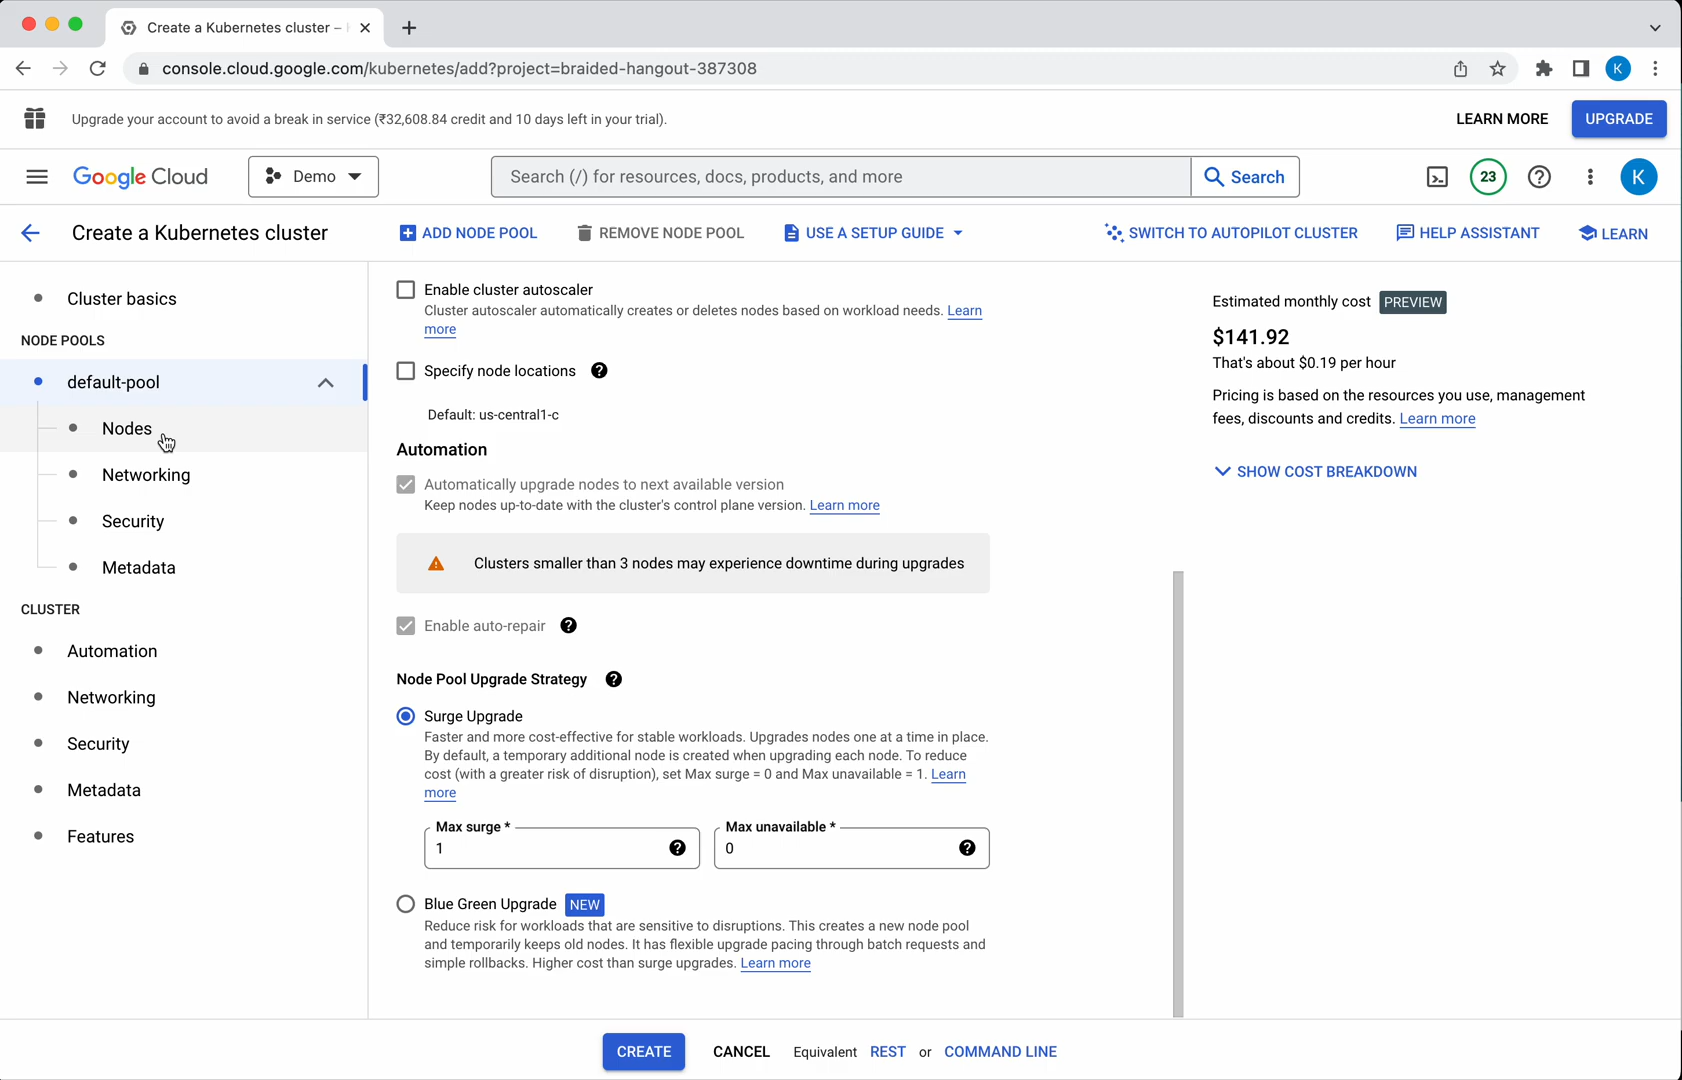 Create a Kubernetes cluster –
console.cloud.google.com/kubernetes/add?project=braided-hangout-387308
K
Upgrade your account to avoid a break in service (₹32,608.84 credit and 10 days left in your trial).
LEARN MORE
UPGRADE
Google Cloud
Demo
Search (/) for resources, docs, products, and more
Search
23
K
Create a Kubernetes cluster
ADD NODE POOL
REMOVE NODE POOL
USE A SETUP GUIDE
SWITCH TO AUTOPILOT CLUSTER
HELP ASSISTANT
LEARN
Cluster basics
NODE POOLS
default-pool
Nodes
Networking
Security
Metadata
CLUSTER
Automation
Networking
Security
Metadata
Features
Enable cluster autoscaler
Cluster autoscaler automatically creates or deletes nodes based on workload needs. Learn
more
Specify node locations
Default: us-central1-c
Automation
Automatically upgrade nodes to next available version
Keep nodes up-to-date with the cluster's control plane version. Learn more
Clusters smaller than 3 nodes may experience downtime during upgrades
Enable auto-repair
Node Pool Upgrade Strategy
Surge Upgrade
Faster and more cost-effective for stable workloads. Upgrades nodes one at a time in place.
By default, a temporary additional node is created when upgrading each node. To reduce
cost (with a greater risk of disruption), set Max surge = 0 and Max unavailable = 1. Learn
more
Max surge *
1
Max unavailable *
0
Blue Green Upgrade NEW
Reduce risk for workloads that are sensitive to disruptions. This creates a new node pool
and temporarily keeps old nodes. It has flexible upgrade pacing through batch requests and
simple rollbacks. Higher cost than surge upgrades. Learn more
Estimated monthly cost PREVIEW
$141.92
That's about $0.19 per hour
Pricing is based on the resources you use, management
fees, discounts and credits. Learn more
SHOW COST BREAKDOWN
CREATE
CANCEL
Equivalent REST or COMMAND LINE